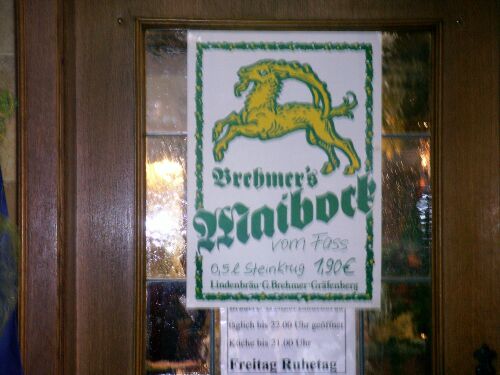 Brehmer's
Maibock
vom Fass
0,5 l Steinkrug 1,90€
Lindenbräu·G.Brehmer·Gräfenberg
täglich bis 22.00 Uhr geöffnet
Küche bis 21.00 Uhr
Freitag Ruhetag